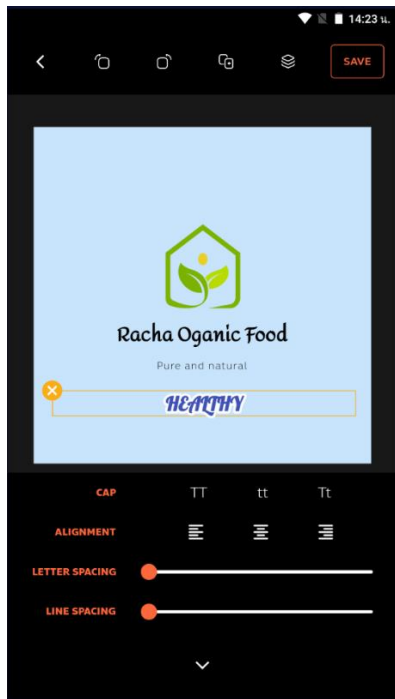 14:23 น.
SAVE
Racha Oganic Food
Pure and natural
HEALTHY
CAP TT tt Tt
ALIGNMENT
LETTER SPACING
LINE SPACING